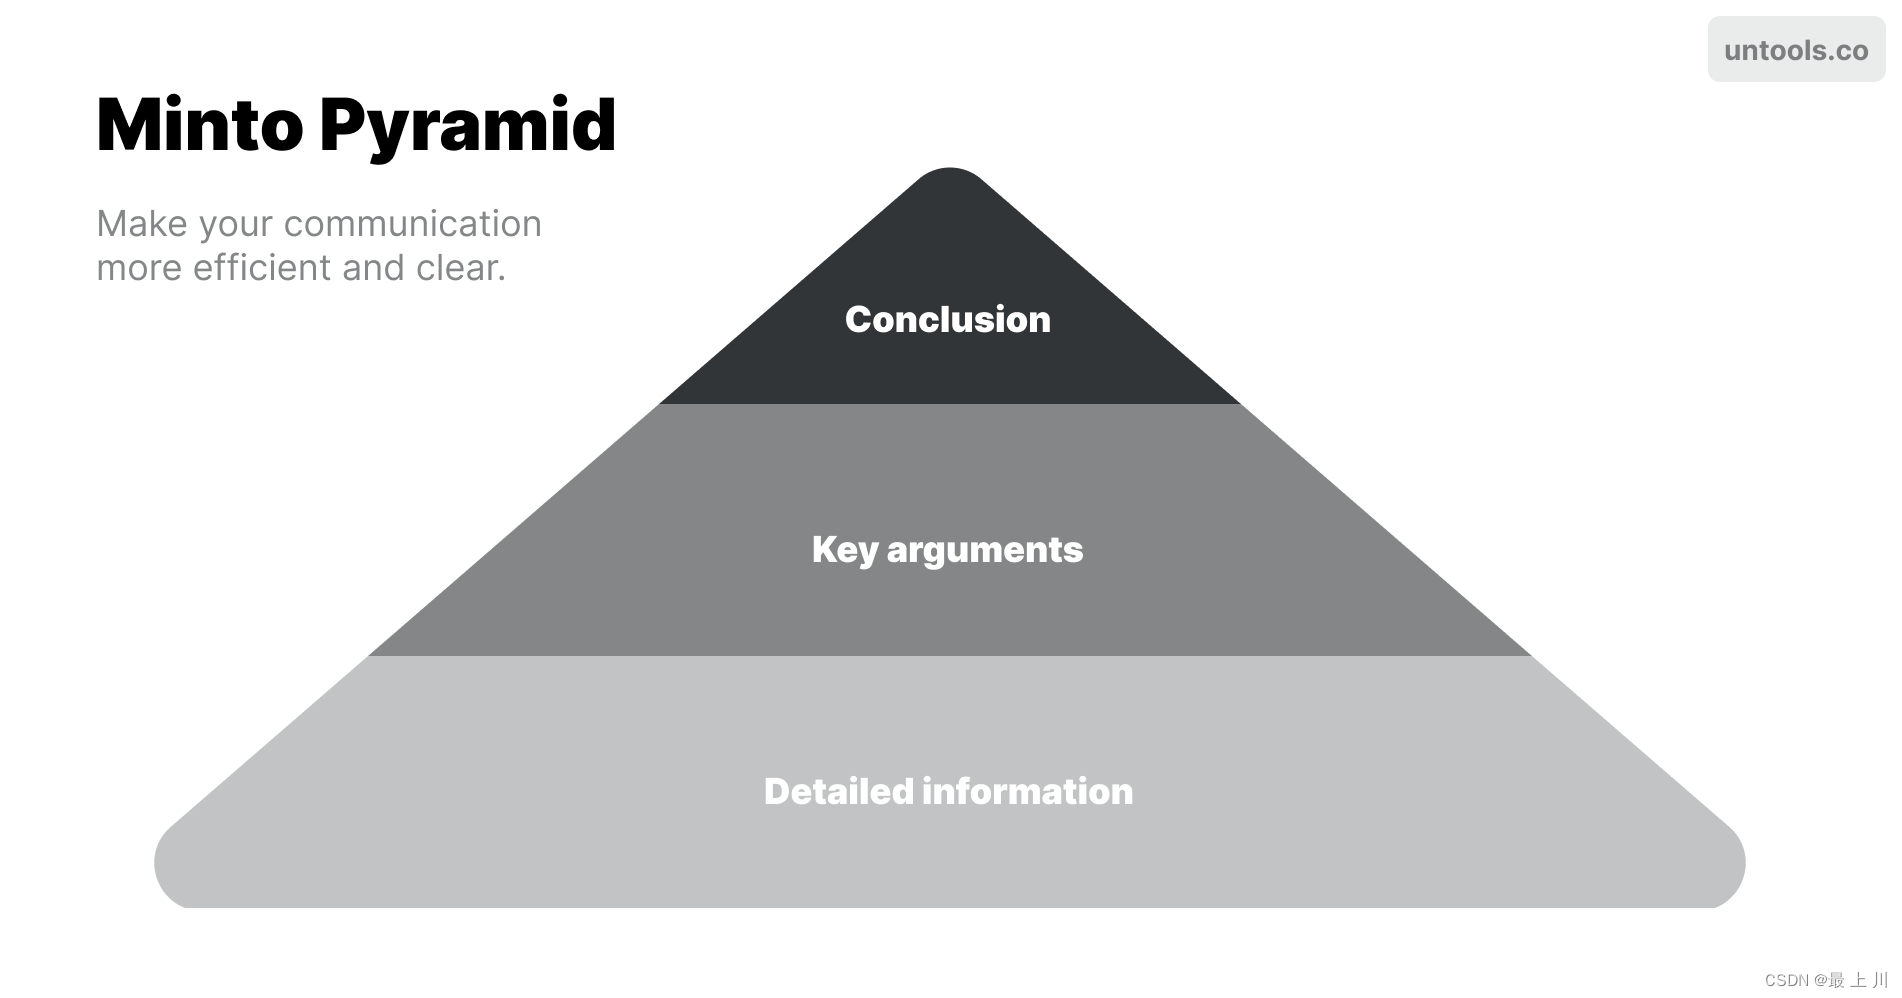 untools.co
Minto Pyramid
Make your communication
more efficient and clear.
Conclusion
Key arguments
Detailed information
CSDN @最 上 川